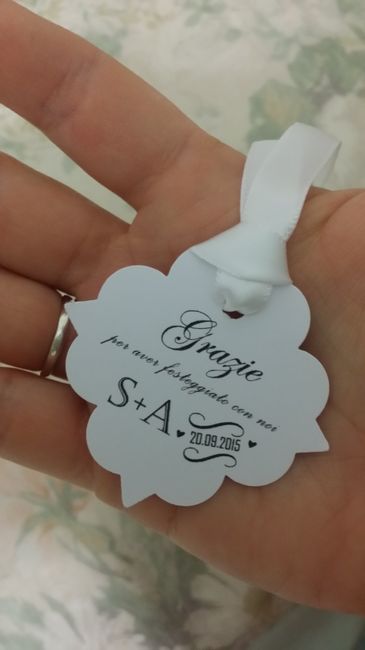 Grazie
per aver festeggiato con noi
S+A
20.09.2015